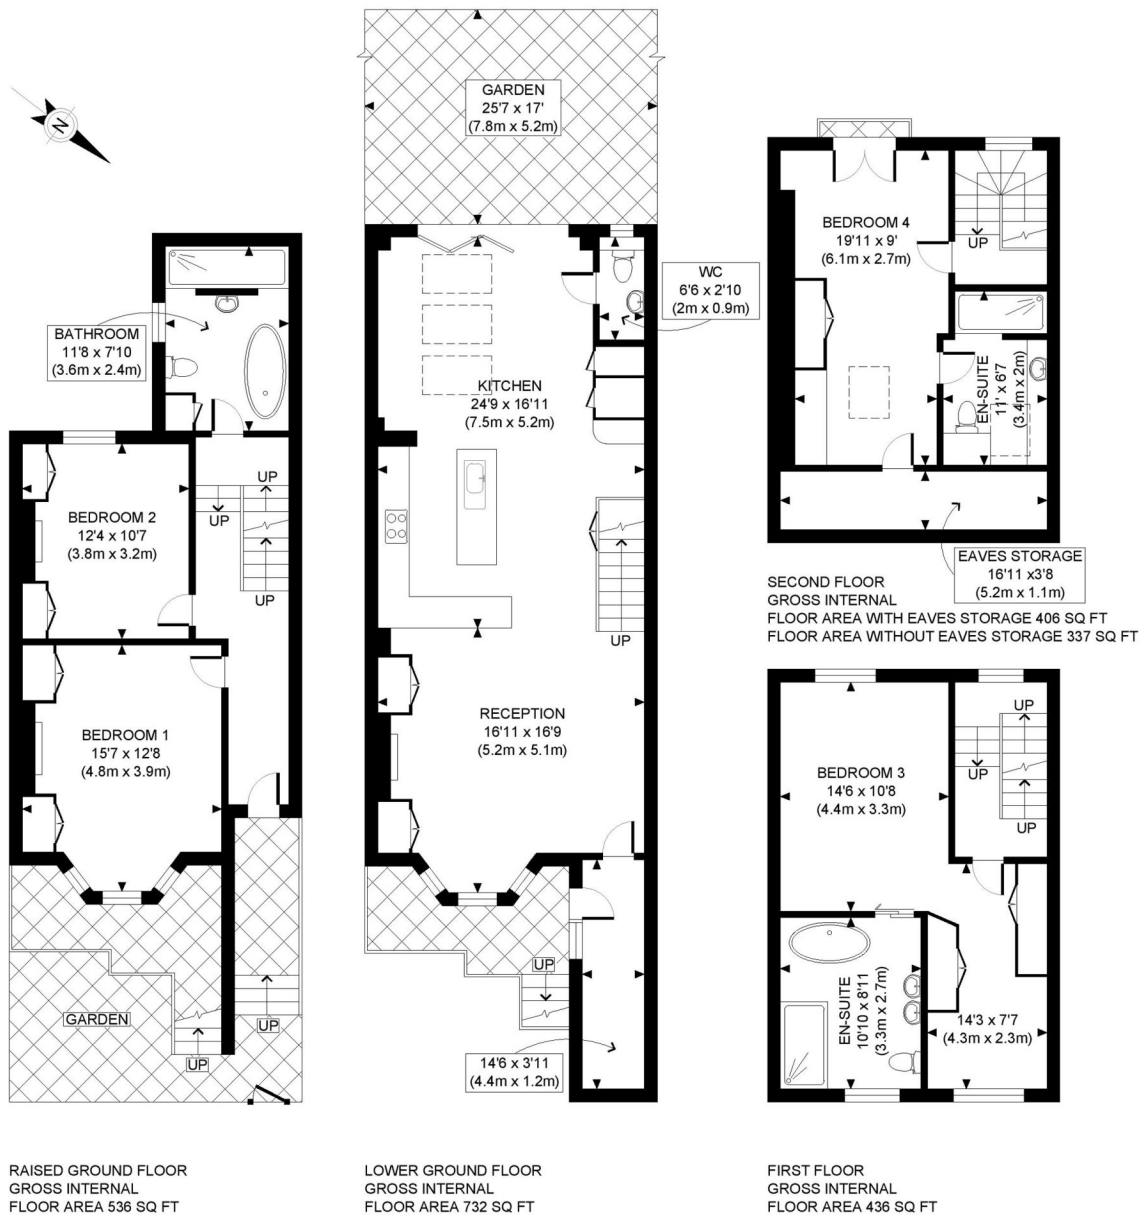 GARDEN
25'7 x 17'
(7.8m x 5.2m)
N
BATHROOM
11'8 x 7'10
(3.6m x 2.4m)
UP
UP
UP
BEDROOM 2
12'4 x 10'7
(3.8m x 3.2m)
BEDROOM 1
15'7 x 12'8
(4.8m x 3.9m)
GARDEN
UP
UP
RAISED GROUND FLOOR
GROSS INTERNAL
FLOOR AREA 536 SQ FT
WC
6'6 x 2'10
(2m x 0.9m)
KITCHEN
24'9 x 16'11
(7.5m x 5.2m)
UP
RECEPTION
16'11 x 16'9
(5.2m x 5.1m)
UP
14'6 x 3'11
(4.4m x 1.2m)
LOWER GROUND FLOOR
GROSS INTERNAL
FLOOR AREA 732 SQ FT
BEDROOM 4
19'11 x 9'
(6.1m x 2.7m)
UP
EN-SUITE
11' x 6'7
(3.4m x 2m)
EAVES STORAGE
16'11 x3'8
(5.2m x 1.1m)
SECOND FLOOR
GROSS INTERNAL
FLOOR AREA WITH EAVES STORAGE 406 SQ FT
FLOOR AREA WITHOUT EAVES STORAGE 337 SQ FT
UP
UP
UP
BEDROOM 3
14'6 x 10'8
(4.4m x 3.3m)
EN-SUITE
10'10 x 8'11
(3.3m x 2.7m)
14'3 x 7'7
(4.3m x 2.3m)
FIRST FLOOR
GROSS INTERNAL
FLOOR AREA 436 SQ FT